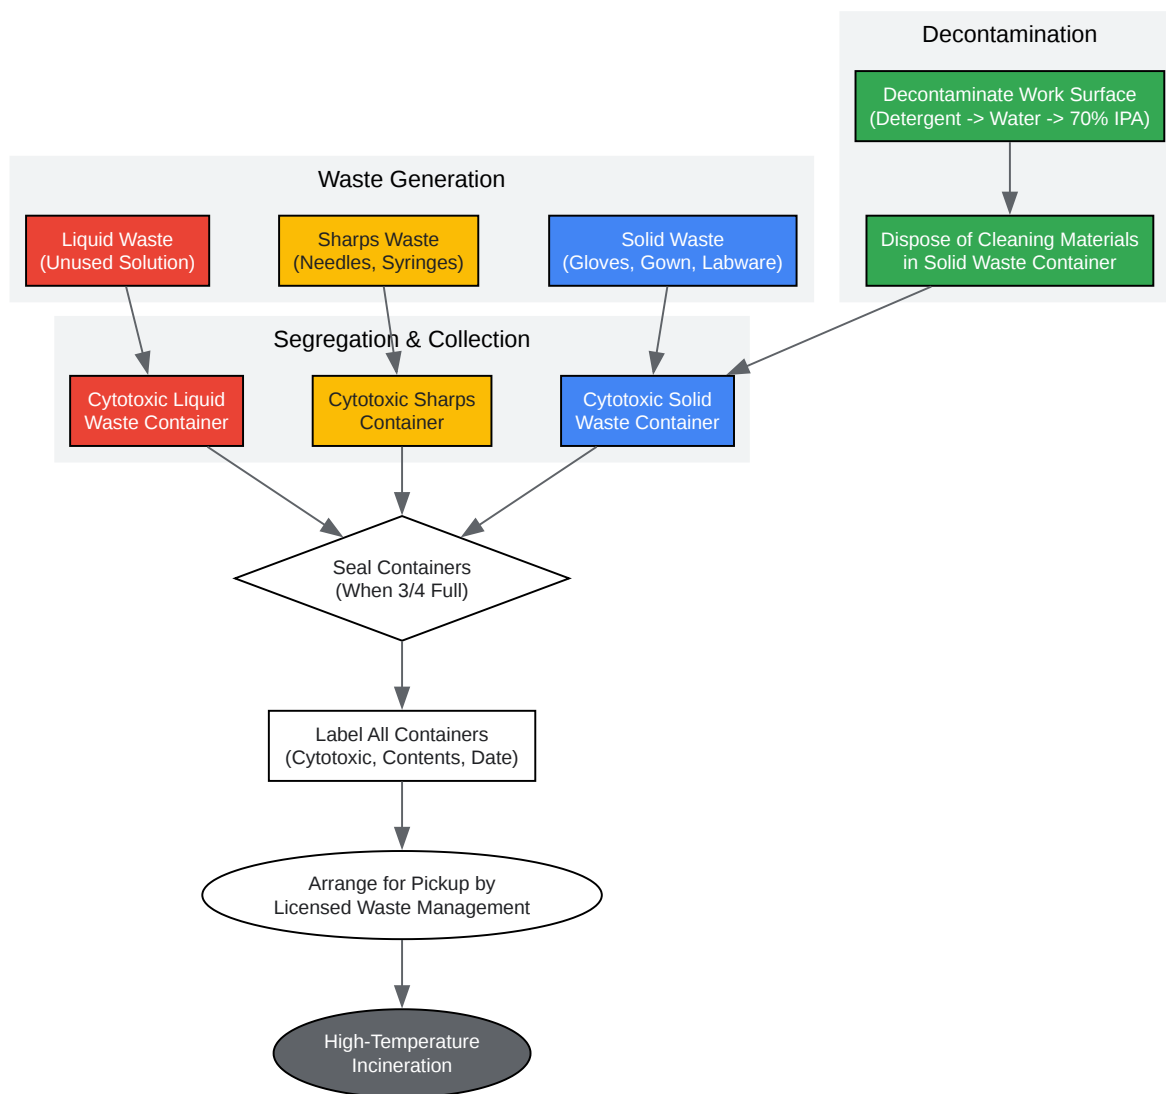 Decontamination
Decontaminate Work Surface
(Detergent -> Water -> 70% IPA)
Waste Generation
Liquid Waste
(Unused Solution)
Sharps Waste
(Needles, Syringes)
Solid Waste
(Gloves, Gown, Labware)
Dispose of Cleaning Materials
in Solid Waste Container
Segregation & Collection
Cytotoxic Liquid
Waste Container
Cytotoxic Sharps
Container
Cytotoxic Solid
Waste Container
Seal Containers
(When 3/4 Full)
Label All Containers
(Cytotoxic, Contents, Date)
Arrange for Pickup by
Licensed Waste Management
High-Temperature
Incineration